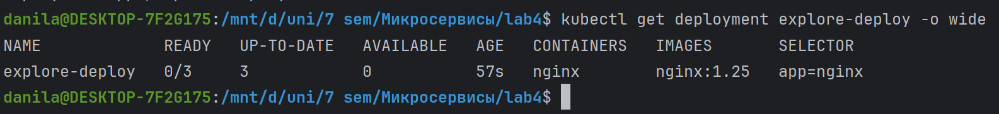 danila@DESKTOP-7F2G175:/mnt/d/uni/7 sem/Микросервисы/lab4$ kubectl get deployment explore-deploy -o wide
NAME READY UP-TO-DATE AVAILABLE AGE CONTAINERS IMAGES SELECTOR
explore-deploy 0/3 3 0 57s nginx nginx:1.25 app=nginx
danila@DESKTOP-7F2G175:/mnt/d/uni/7 sem/Микросервисы/lab4$